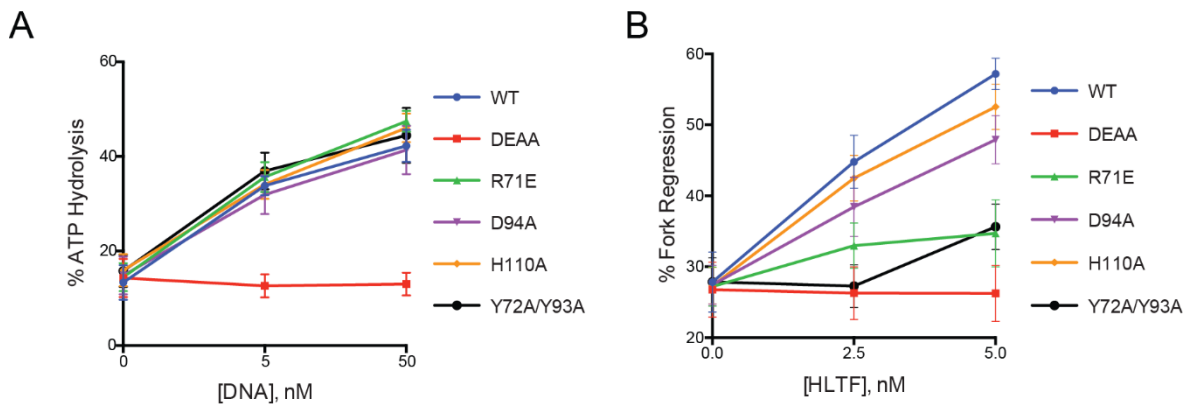 A
% ATP Hydrolysis
60
40
20
0
0
5
50
[DNA], nM
WT
DEAA
R71E
D94A
H110A
Y72A/Y93A
B
% Fork Regression
60
50
40
30
20
0.0
2.5
5.0
[HLTF], nM
WT
DEAA
R71E
D94A
H110A
Y72A/Y93A